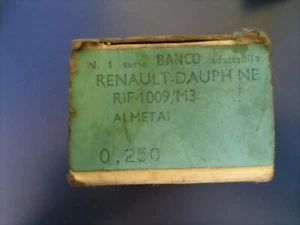 N. 1 serie BANCO adattabile
RENAULT-DAUPH NE
RIF-1009/M3
ALMETAL
0,250